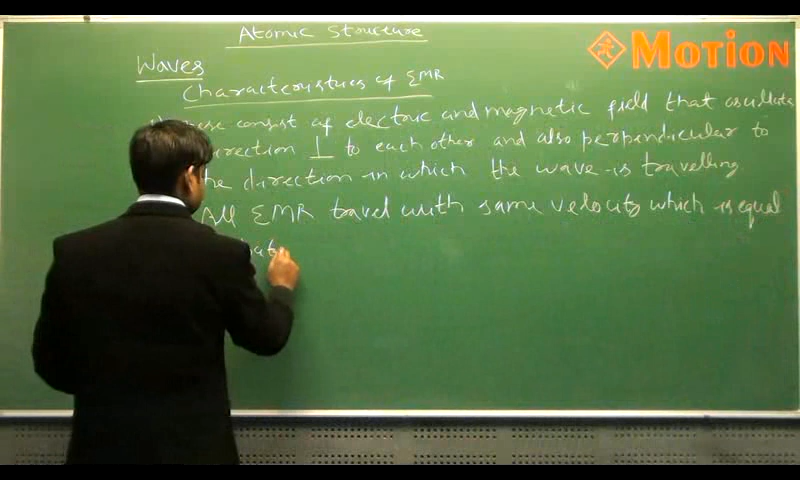 Atomic Structure
MOTION
Waves
Characteristics of EMR
consist of electric and magnetic field that oscillate
to each other and also perpendicular to
the direction in which the wave is travelling
All EMR travel with same velocity which is equal